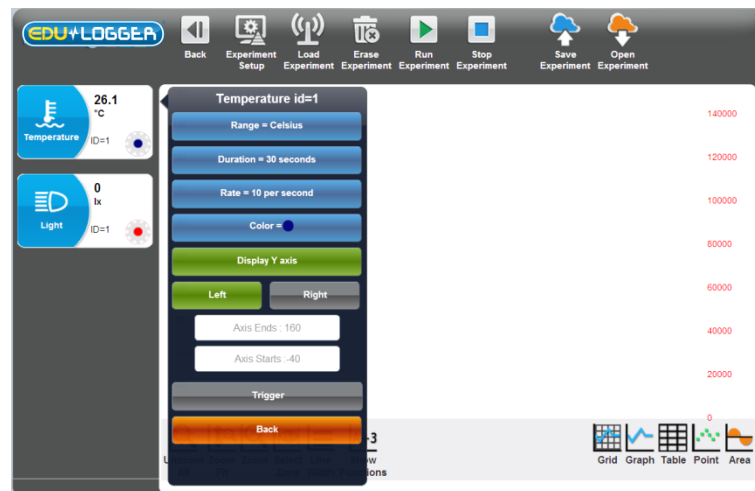 EDU LOGGER
Back
Experiment
Setup
Load
Experiment
Erase
Experiment
Run
Experiment
Stop
Experiment
Save
Experiment
Open
Experiment
26.1
°C
Temperature
ID=1
0
lx
Light
ID=1
Temperature id=1
Range = Celsius
Duration = 30 seconds
Rate = 10 per second
Color =
Display Y axis
Left
Right
Axis Ends : 160
Axis Starts :-40
Trigger
Back
140000
120000
100000
80000
60000
40000
20000
0
Grid
Graph
Table
Point
Area